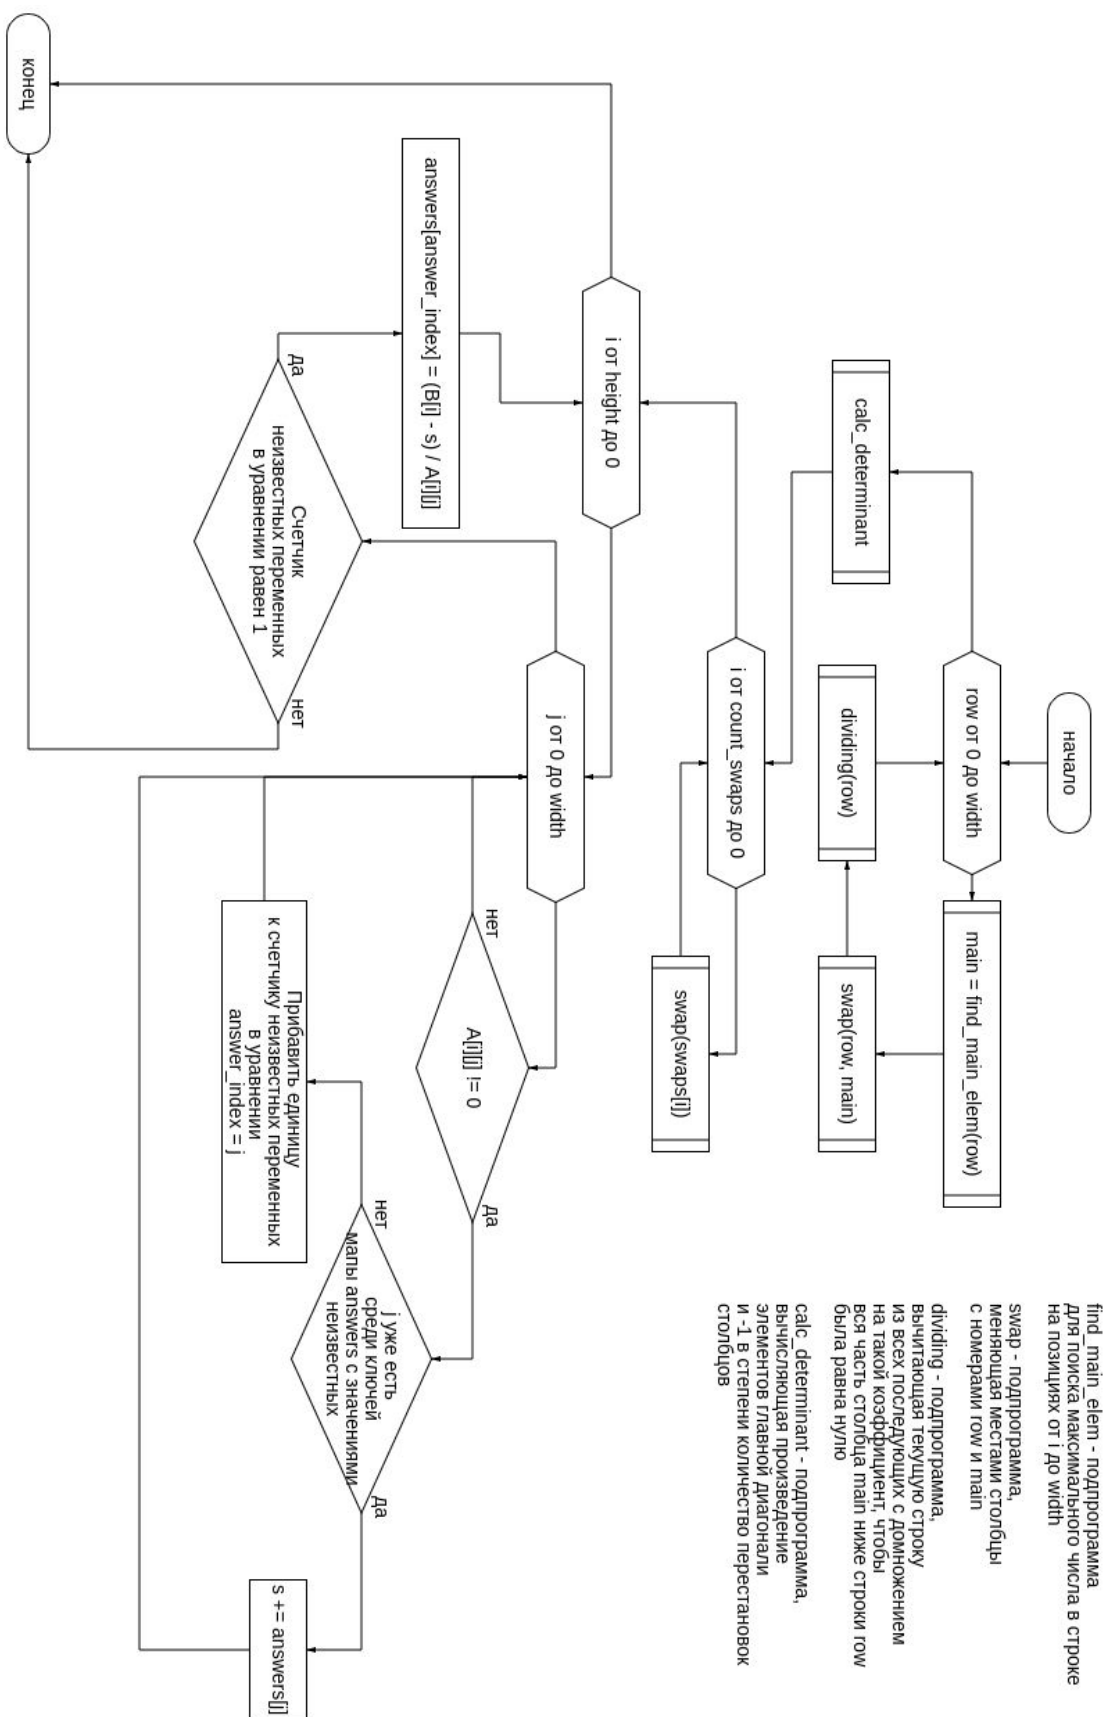 начало
row от 0 до width
main = find_main_elem(row)
swap(row, main)
dividing(row)
calc_determinant
i от count_swaps до 0
swap(swaps[i])
i от height до 0
j от 0 до width
A[i][j] != 0
нет
да
j уже есть
среди ключей
мапы answers с значениями
неизвестных
нет
да
Прибавить единицу
к счетчику неизвестных переменных
в уравнении
answer_index = j
s += answers[j]
Счетчик
неизвестных переменных
в уравнении равен 1
да
нет
answers[answer_index] = (B[i] - s) / A[i][j]
конец
find_main_elem - подпрограмма
для поиска максимального числа в строке
на позициях от i до width
swap - подпрограмма,
меняющая местами столбцы
с номерами row и main
dividing - подпрограмма,
вычитающая текущую строку
из всех последующих с домножением
на такой коэффициент, чтобы
вся часть столбца main ниже строки row
была равна нулю
calc_determinant - подпрограмма,
вычисляющая произведение
элементов главной диагонали
и -1 в степени количество перестановок
столбцов